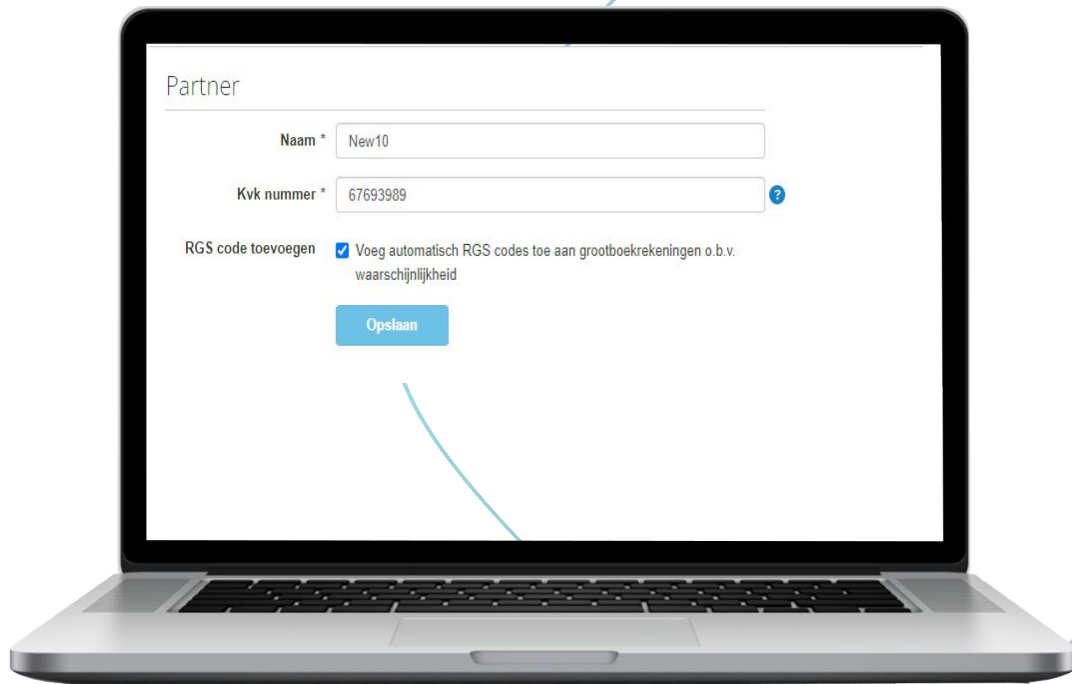 Partner
Naam * New10
Kvk nummer * 67693989 ?
RGS code toevoegen Voeg automatisch RGS codes toe aan grootboekrekeningen o.b.v.
waarschijnlijkheid
Opslaan